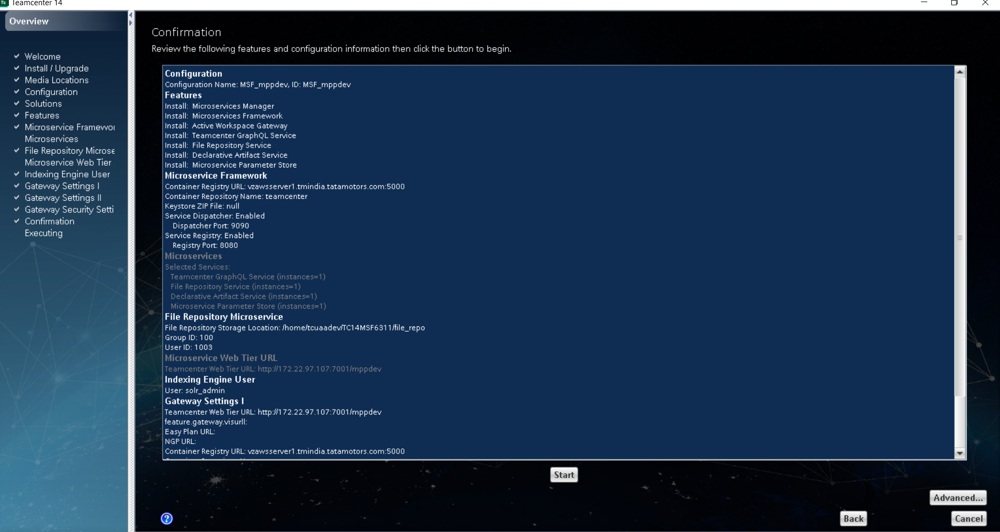 Teamcenter 14
Overview
Welcome
Install / Upgrade
Media Locations
Configuration
Solutions
Features
Microservice Framewor
Microservices
File Repository Microse
Microservice Web Tier
Indexing Engine User
Gateway Settings I
Gateway Settings II
Gateway Security Setti
Confirmation
Executing
Confirmation
Review the following features and configuration information then click the button to begin.
Configuration
Configuration Name: MSF_mppdev, ID: MSF_mppdev
Features
Install: Microservices Manager
Install: Microservices Framework
Install: Active Workspace Gateway
Install: Teamcenter GraphQL Service
Install: File Repository Service
Install: Declarative Artifact Service
Install: Microservice Parameter Store
Microservice Framework
Container Registry URL: vzawsserver1.tmindia.tatamotors.com:5000
Container Repository Name: teamcenter
Keystore ZIP File: null
Service Dispatcher: Enabled
Dispatcher Port: 9090
Service Registry: Enabled
Registry Port: 8080
Microservices
Selected Services:
Teamcenter GraphQL Service (instances=1)
File Repository Service (instances=1)
Declarative Artifact Service (instances=1)
Microservice Parameter Store (instances=1)
File Repository Microservice
File Repository Storage Location: /home/tcuaadev/TC14MSF6311/file_repo
Group ID: 100
User ID: 1003
Microservice Web Tier URL
Teamcenter Web Tier URL: http://172.22.97.107:7001/mppdev
Indexing Engine User
User: solr_admin
Gateway Settings I
Teamcenter Web Tier URL: http://172.22.97.107:7001/mppdev
feature.gateway.visurll:
Easy Plan URL:
NGP URL:
Container Registry URL: vzawsserver1.tmindia.tatamotors.com:5000
Start
Advanced...
Back
Cancel